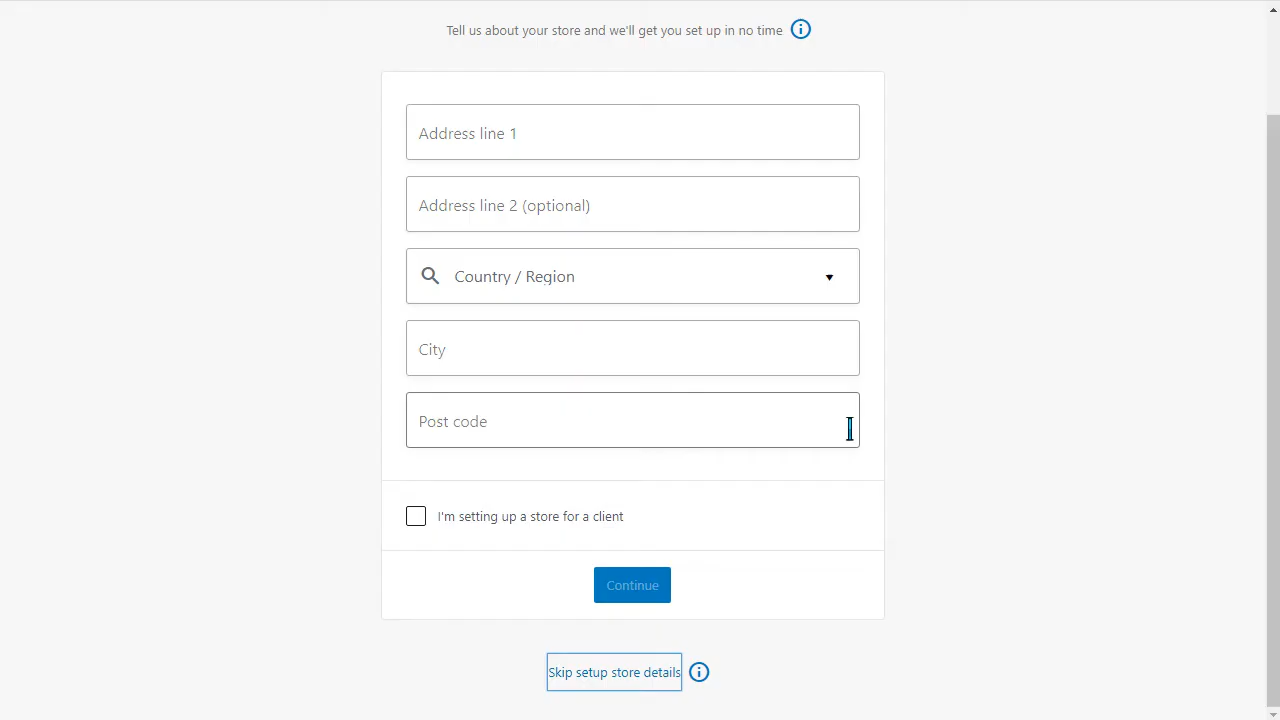 Tell us about your store and we'll get you set up in no time
Address line 1
Address line 2 (optional)
Country / Region
City
Post code
I'm setting up a store for a client
Continue
Skip setup store details